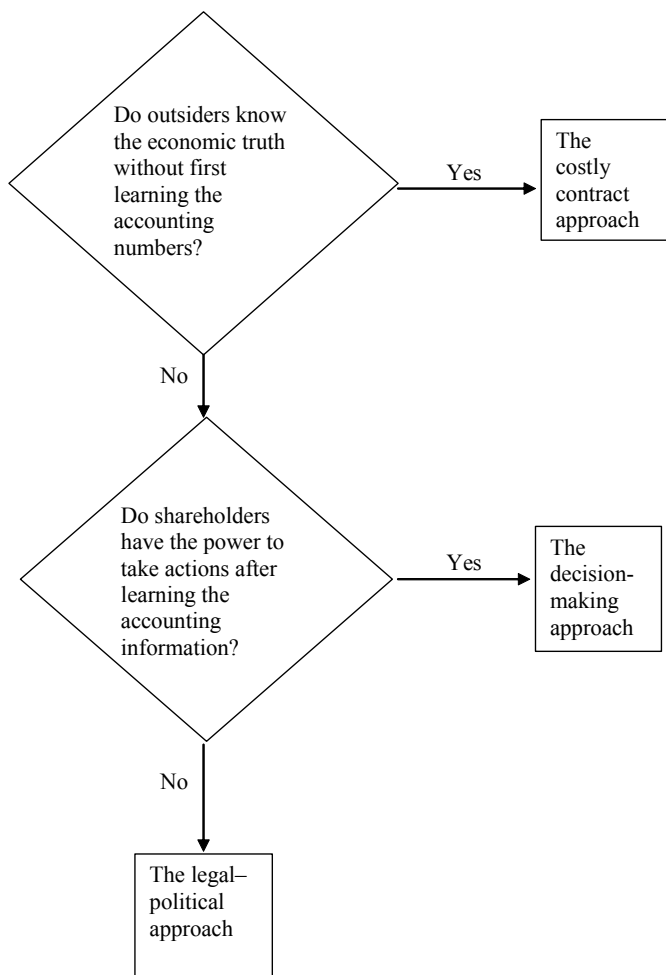 Do outsiders know
the economic truth
without first
learning the
accounting
numbers?
Yes
The
costly
contract
approach
No
Do shareholders
have the power to
take actions after
learning the
accounting
information?
Yes
The
decision-
making
approach
No
The legal–
political
approach